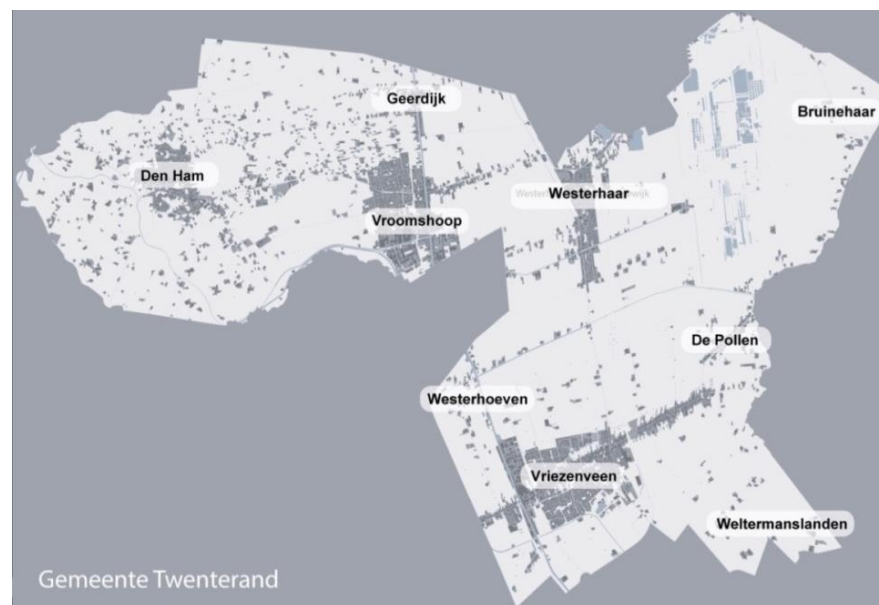 Geerdijk
Bruinehaar
Den Ham
Westerhaar
Vroomshoop
De Pollen
Westerhoeven
Vriezenveen
Weltermanslanden
Gemeente Twenterand